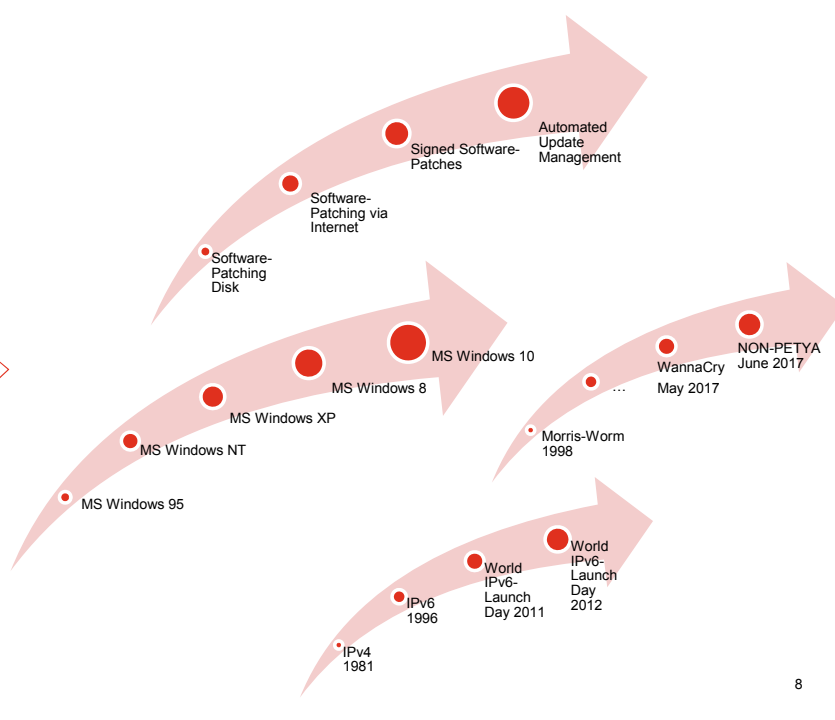 Automated
Update
Management
Signed Software-
Patches
Software-
Patching via
Internet
Software-
Patching
Disk
MS Windows 10
MS Windows 8
MS Windows XP
MS Windows NT
MS Windows 95
NON-PETYA
June 2017
WannaCry
May 2017
…
Morris-Worm
1998
World
IPv6-
Launch
Day
2012
World
IPv6-
Launch
Day 2011
IPv6
1996
IPv4
1981
8